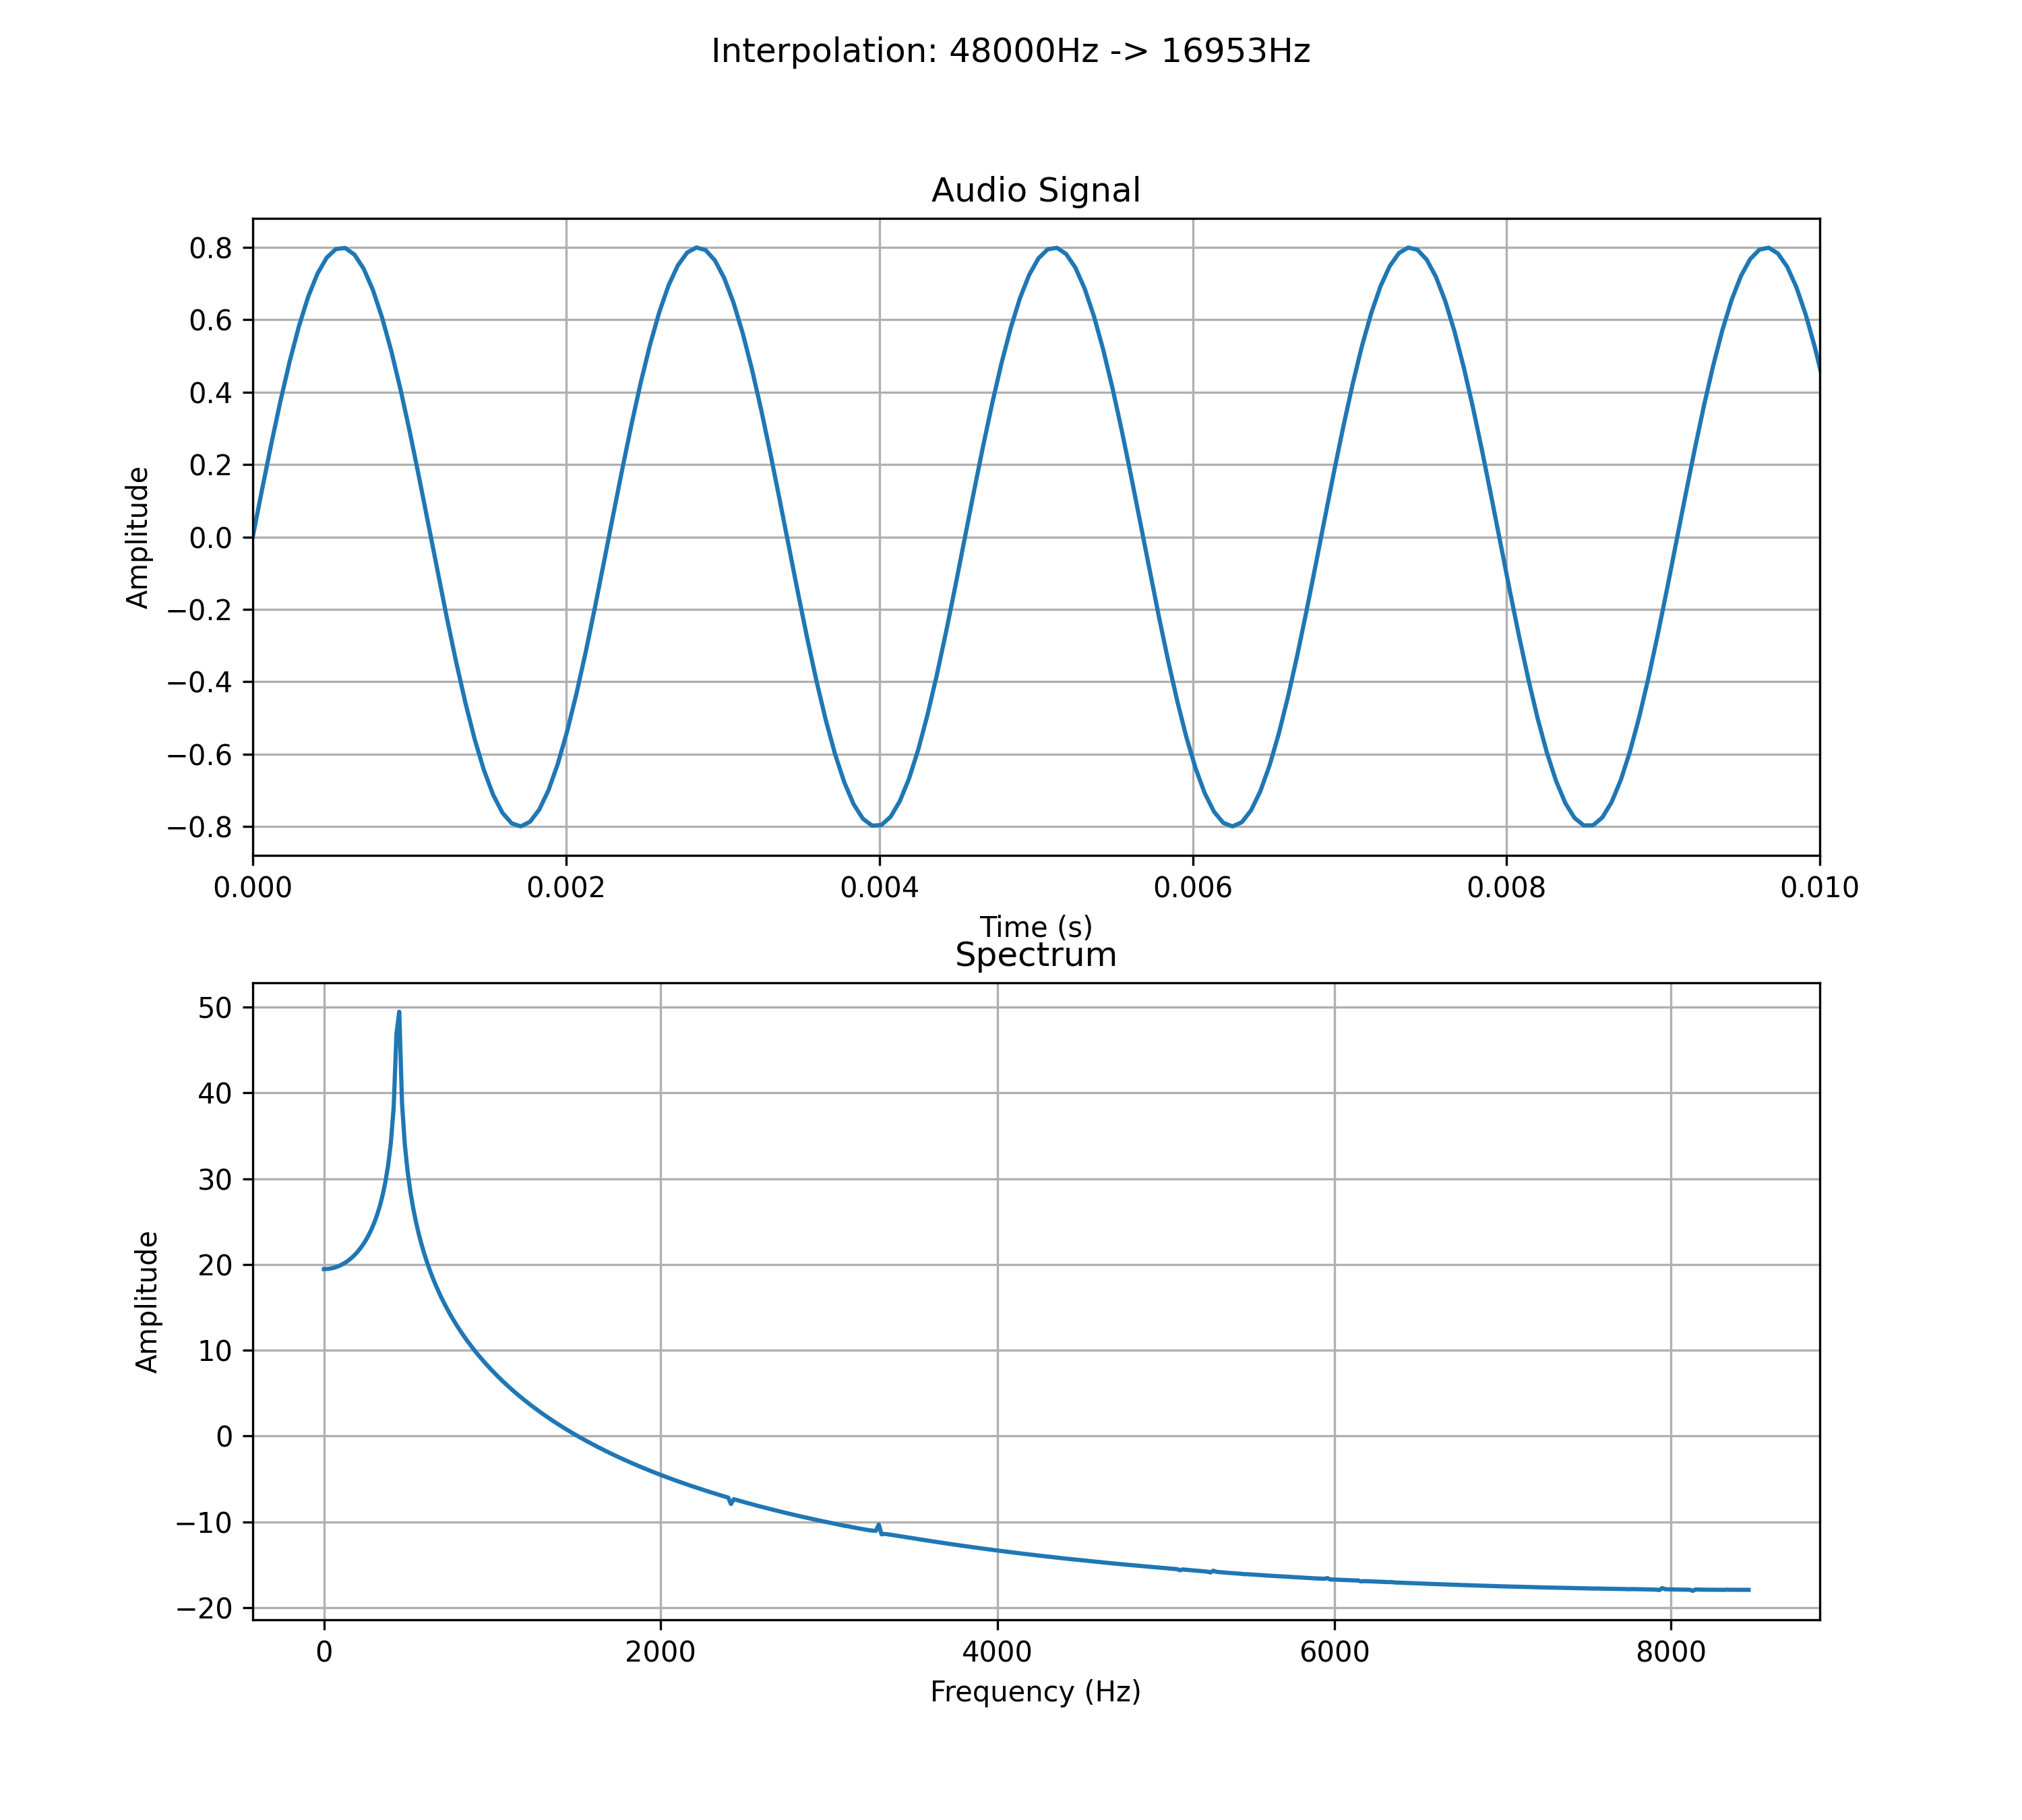 Interpolation: 48000Hz -> 16953Hz
Audio Signal
Amplitude
0.8
0.6
0.4
0.2
0.0
−0.2
−0.4
−0.6
−0.8
0.000 0.002 0.004 0.006 0.008 0.010
Time (s)
Spectrum
Amplitude
50
40
30
20
10
0
−10
−20
0 2000 4000 6000 8000
Frequency (Hz)